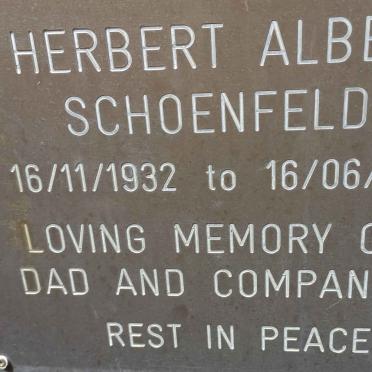 HERBERT ALBE
SCHOENFELD
16/11/1932 to 16/06/
LOVING MEMORY O
DAD AND COMPAN
REST IN PEACE